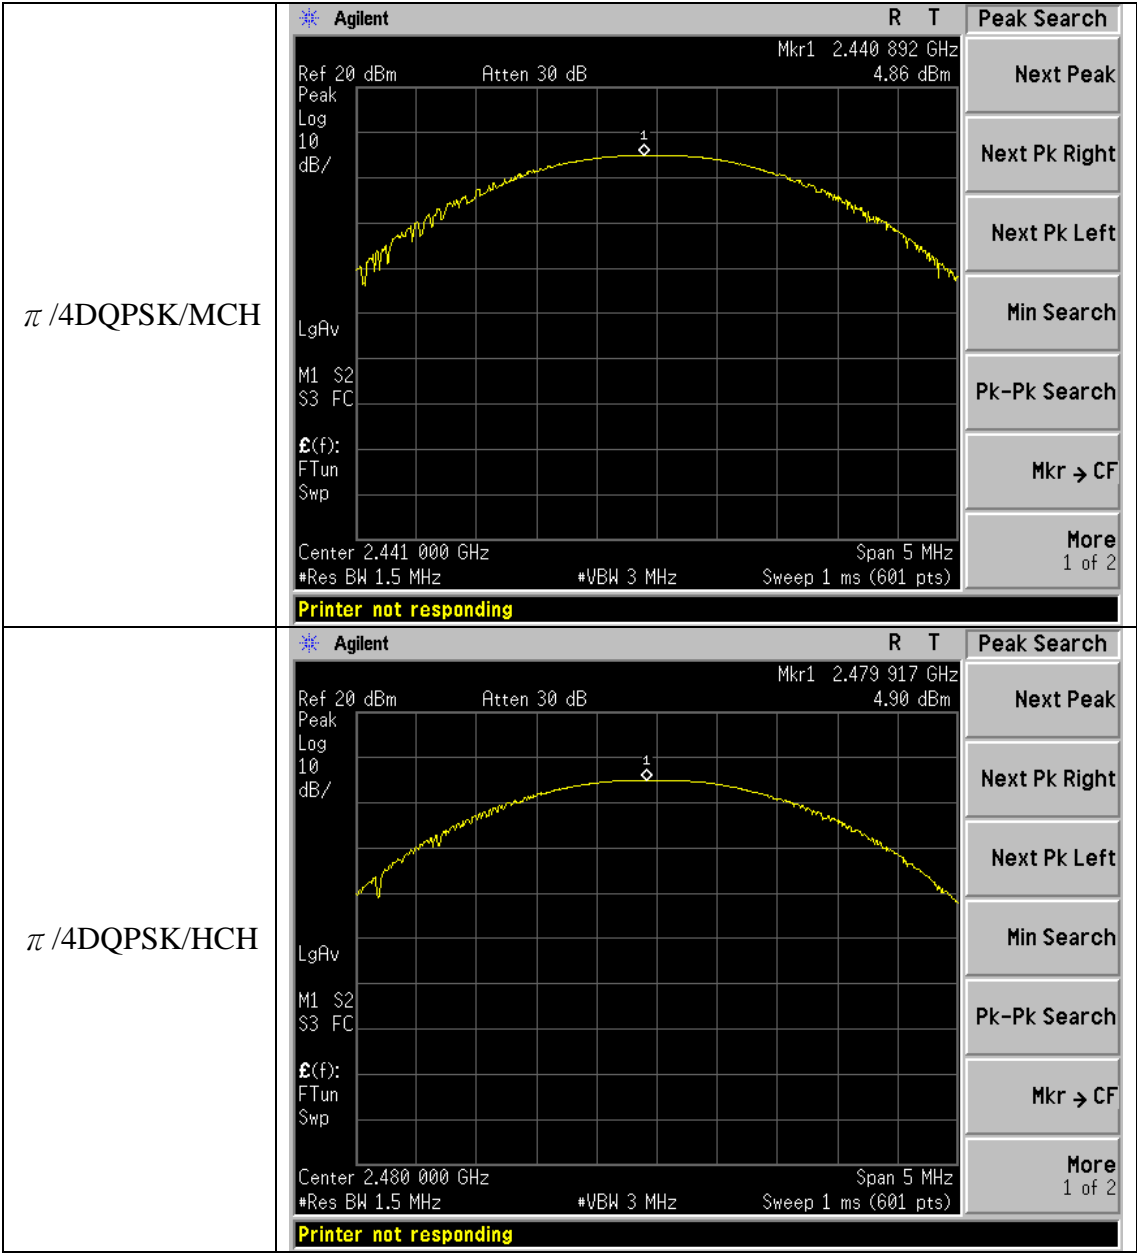 π/4DQPSK/MCH
Agilent R T Peak Search
Mkr1 2.440 892 GHz
Ref 20 dBm Atten 30 dB 4.86 dBm
Peak
Log
10
dB/
1
LgAv
M1 S2
S3 FC
£(f):
FTun
Swp
Center 2.441 000 GHz Span 5 MHz
#Res BW 1.5 MHz #VBW 3 MHz Sweep 1 ms (601 pts)
Printer not responding
Next Peak
Next Pk Right
Next Pk Left
Min Search
Pk-Pk Search
Mkr → CF
More
1 of 2
π/4DQPSK/HCH
Agilent R T Peak Search
Mkr1 2.479 917 GHz
Ref 20 dBm Atten 30 dB 4.90 dBm
Peak
Log
10
dB/
1
LgAv
M1 S2
S3 FC
£(f):
FTun
Swp
Center 2.480 000 GHz Span 5 MHz
#Res BW 1.5 MHz #VBW 3 MHz Sweep 1 ms (601 pts)
Printer not responding
Next Peak
Next Pk Right
Next Pk Left
Min Search
Pk-Pk Search
Mkr → CF
More
1 of 2